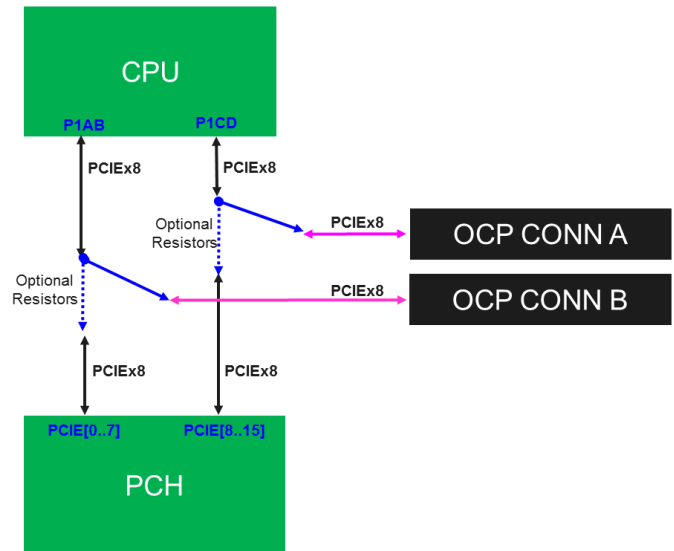 CPU
P1AB
P1CD
PCIEx8
PCIEx8
Optional
Resistors
PCIEx8
OCP CONN A
Optional
Resistors
PCIEx8
OCP CONN B
PCIEx8
PCIEx8
PCIE[0..7]
PCIE[8..15]
PCH